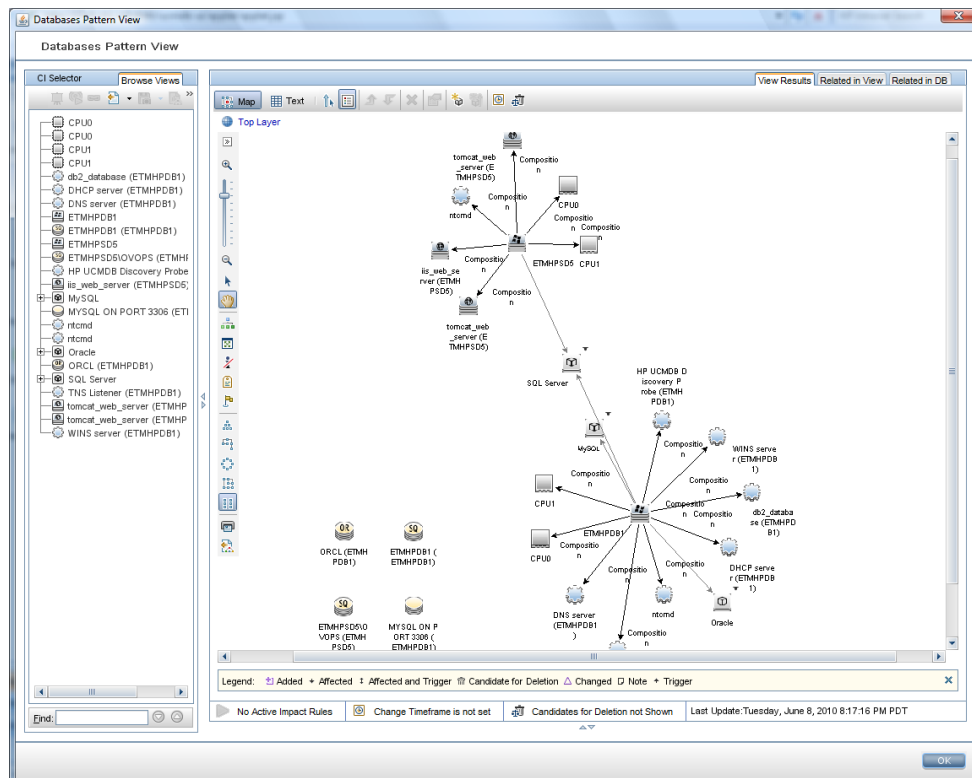 Databases Pattern View
Databases Pattern View
CI Selector
Browse Views
View Results
Related in View
Related in DB
Map
Text
Top Layer
CPU0
CPU0
CPU1
CPU1
db2_database (ETMHPDB1)
DHCP server (ETMHPDB1)
DNS server (ETMHPDB1)
ETMHPDB1
ETMHPDB1 (ETMHPDB1)
ETMHPSD5
ETMHPSD5\OVOPS (ETMHF
HP UCMDB Discovery Probe
iis_web_server (ETMHPSD5)
MySQL
MYSQL ON PORT 3306 (ETI
ntcmd
ntcmd
Oracle
ORCL (ETMHPDB1)
SQL Server
TNS Listener (ETMHPDB1)
tomcat_web_server (ETMHP
tomcat_web_server (ETMHP
WINS server (ETMHPDB1)
Find:
tomcat_web
_server (E
TMHPSD5)
Compositio
n
CPU0
ntcmd
Compositio
n
Compositio
n
Compositio
n
iis_web_se
rver (ETMH
PSD5)
Compositio
n
ETMHPSD5
CPU1
Compositio
n
tomcat_web
_server (E
TMHPSD5)
SQL Server
HP UCMDB D
iscovery P
robe (ETMH
PDB1)
MySQL
Compositio
n
WINS serve
r (ETMHPDB
1)
Compositio
n
CPU1
Compositio
n
Compositio
n
db2_databa
se (ETMHPD
B1)
Compositio
n
ETMHPDB1
CPU0
Compositio
n
Compositio
n
Compositio
n
DHCP serve
r (ETMHPDB
1)
DNS server
(ETMHPDB1
)
ntcmd
Oracle
Compositio
n
ORCL (ETMH
PDB1)
ETMHPDB1 (
ETMHPDB1)
ETMHPSD5\O
VOPS (ETMH
PSD5)
MYSQL ON P
ORT 3306 (
ETMHPDB1)
OR
SQ
SQ
Legend: Added Affected Affected and Trigger Candidate for Deletion Changed Note Trigger
No Active Impact Rules
Change Timeframe is not set
Candidates for Deletion not Shown
Last Update:Tuesday, June 8, 2010 8:17:16 PM PDT
OK